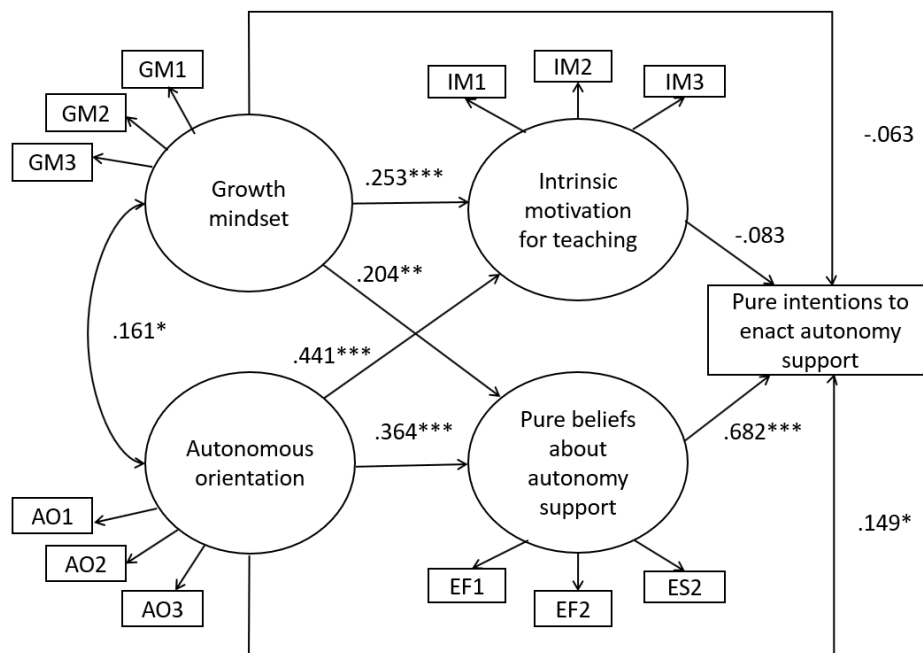 GM1
GM2
GM3
IM1
IM2
IM3
-.063
Growth
mindset
.253***
Intrinsic
motivation
for teaching
-.083
.204**
Pure intentions to
enact autonomy
support
.161*
.441***
Autonomous
orientation
.364***
Pure beliefs
about
autonomy
support
.682***
.149*
AO1
AO2
AO3
EF1
EF2
ES2